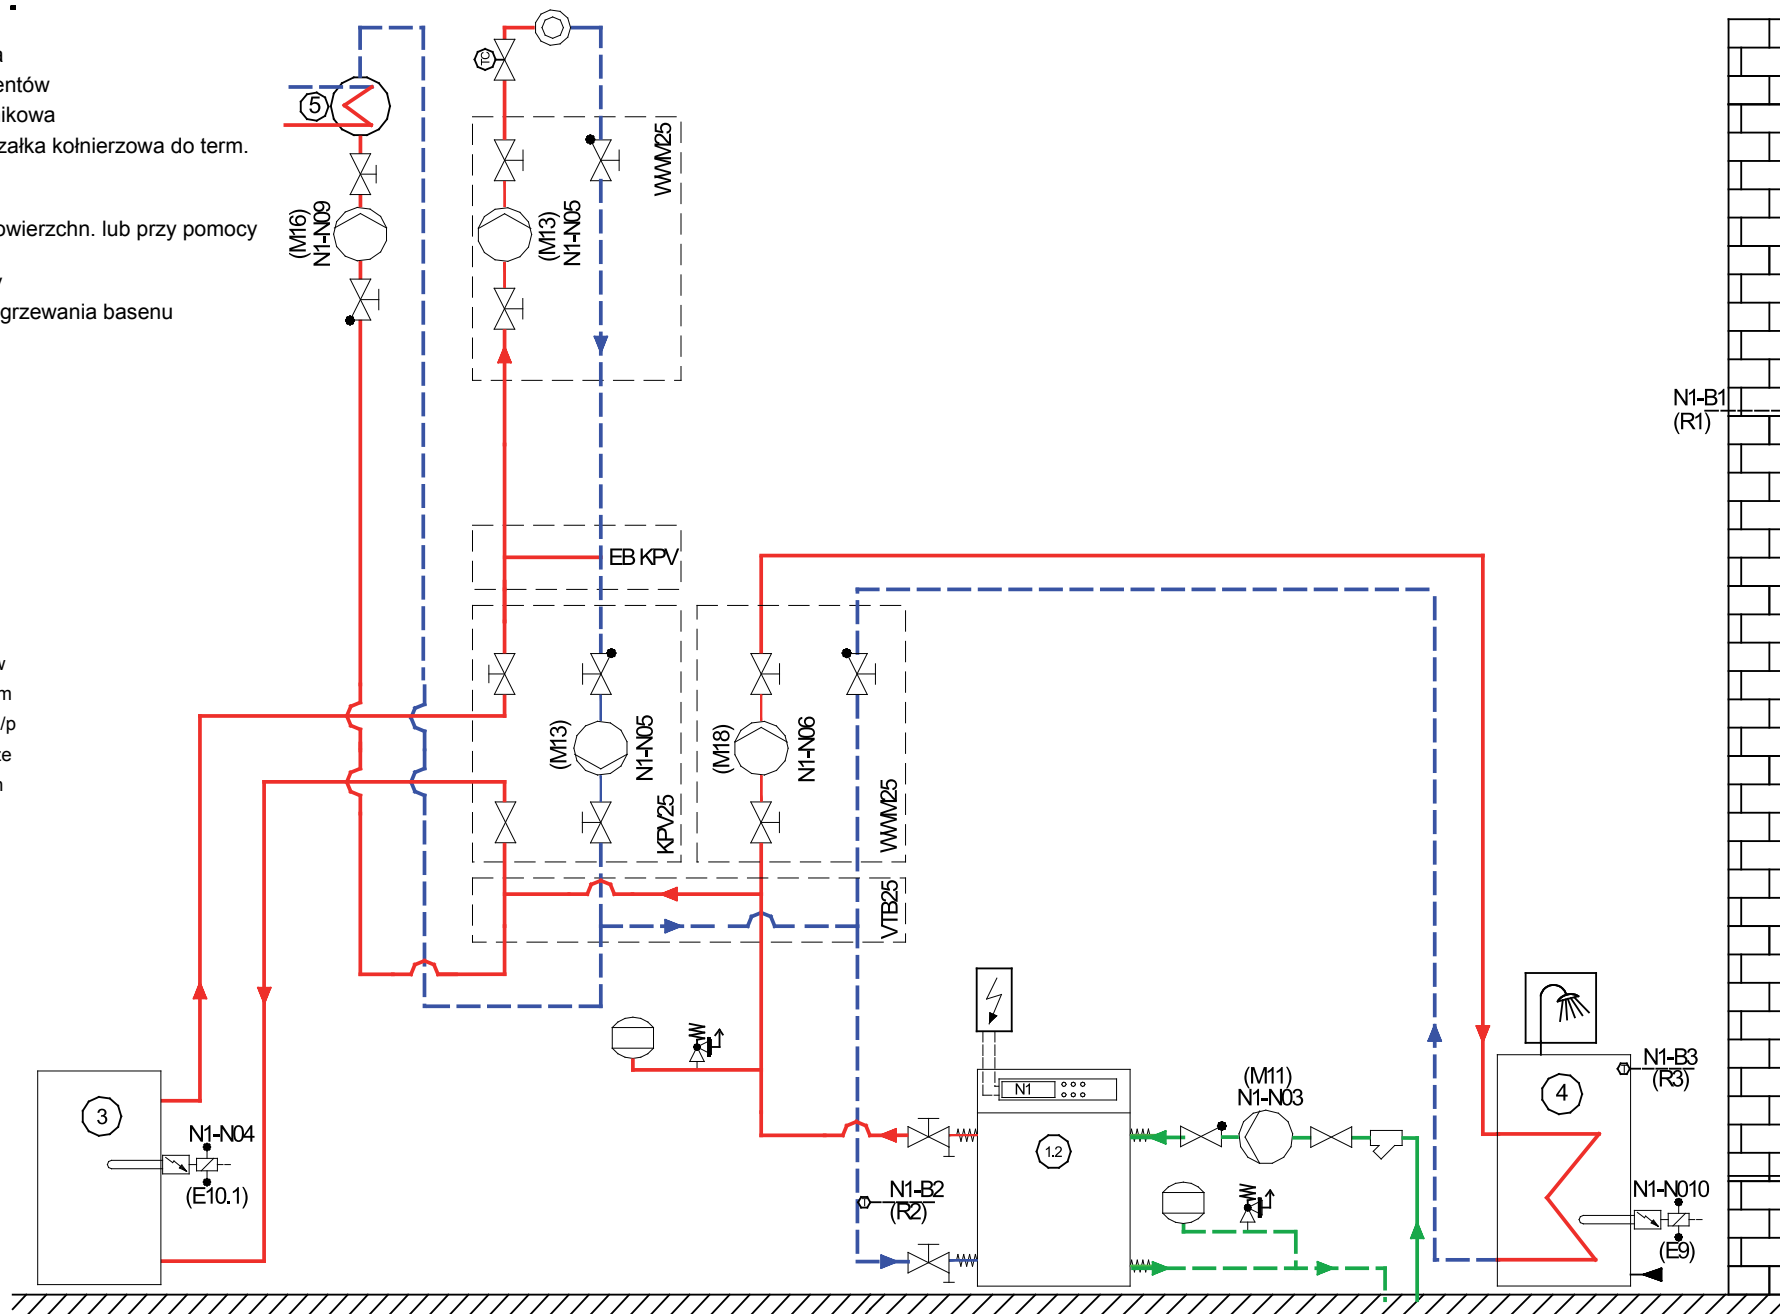 a
entów
ikowa
załka kołnierzowa do term.
owierzchn. lub przy pomocy
y
grzewania basenu
w
m
/p
te
n
5
TC
WWM25
(M16)
N1-N09
(M13)
N1-N05
N1-B1
(R1)
EB KPV
(M13)
N1-N05
KPV25
(M18)
N1-N06
WWM25
VTB25
3
N1-N04
(E10.1)
N1
1.2
N1-B2
(R2)
(M11)
N1-N03
4
N1-B3
(R3)
N1-N010
(E9)